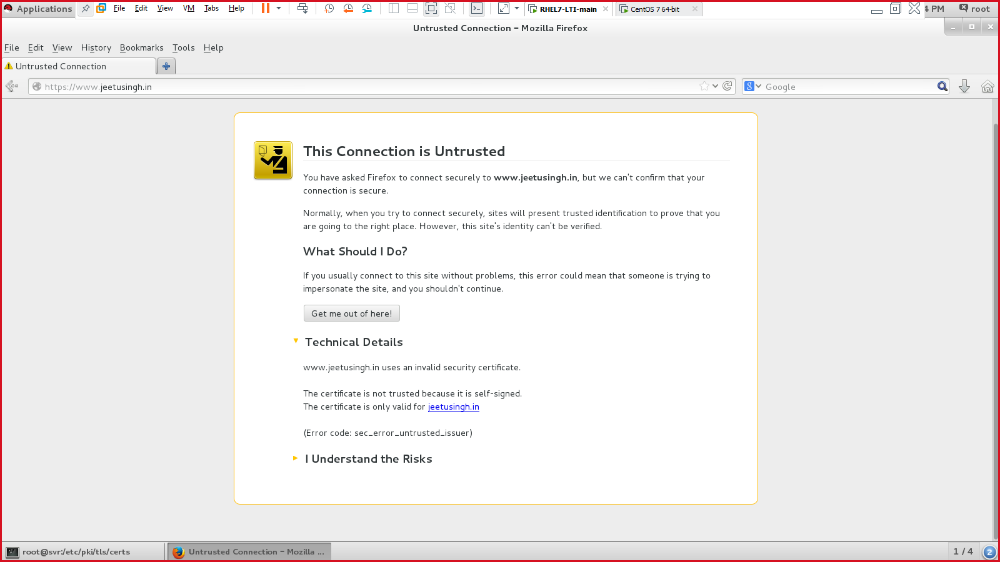 Applications File Edit View VM Tabs Help RHEL7-LTI-main CentOS 7 64-bit 4 PM root
Untrusted Connection - Mozilla Firefox
File Edit View History Bookmarks Tools Help
Untrusted Connection
https://www.jeetusingh.in 8 Google
This Connection is Untrusted
You have asked Firefox to connect securely to www.jeetusingh.in, but we can't confirm that your
connection is secure.
Normally, when you try to connect securely, sites will present trusted identification to prove that you
are going to the right place. However, this site's identity can't be verified.
What Should I Do?
If you usually connect to this site without problems, this error could mean that someone is trying to
impersonate the site, and you shouldn't continue.
Get me out of here!
Technical Details
www.jeetusingh.in uses an invalid security certificate.
The certificate is not trusted because it is self-signed.
The certificate is only valid for jeetusingh.in
(Error code: sec_error_untrusted_issuer)
I Understand the Risks
root@svr:/etc/pki/tls/certs Untrusted Connection - Mozilla ... 1 / 4 2